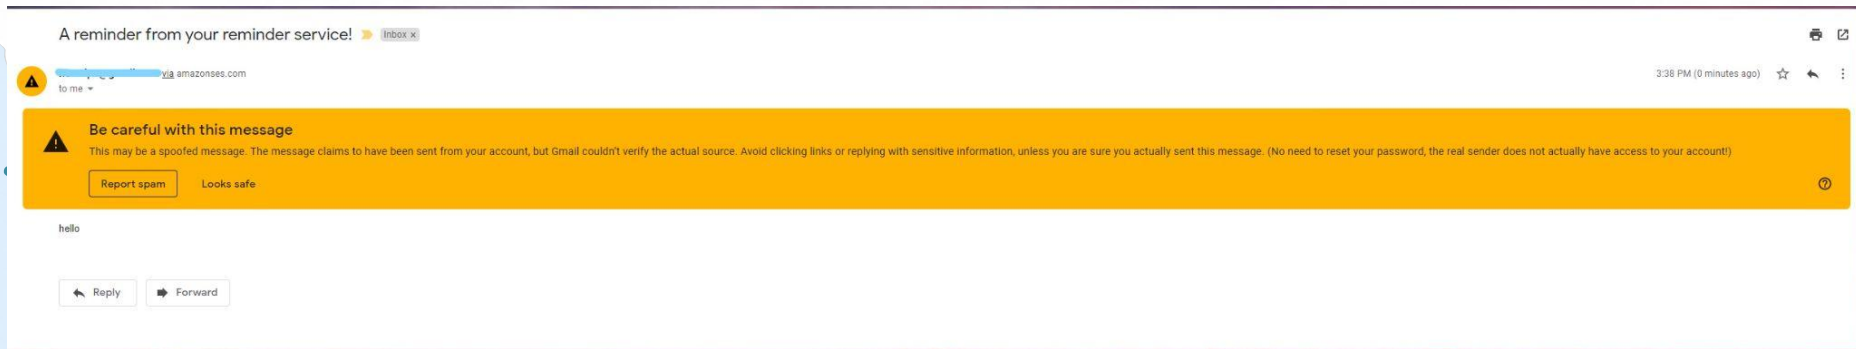 A reminder from your reminder service! Inbox x
via amazonses.com 3:38 PM (0 minutes ago)
to me
Be careful with this message
This may be a spoofed message. The message claims to have been sent from your account, but Gmail couldn't verify the actual source. Avoid clicking links or replying with sensitive information, unless you are sure you actually sent this message. (No need to reset your password, the real sender does not actually have access to your account!)
Report spam Looks safe
hello
Reply Forward